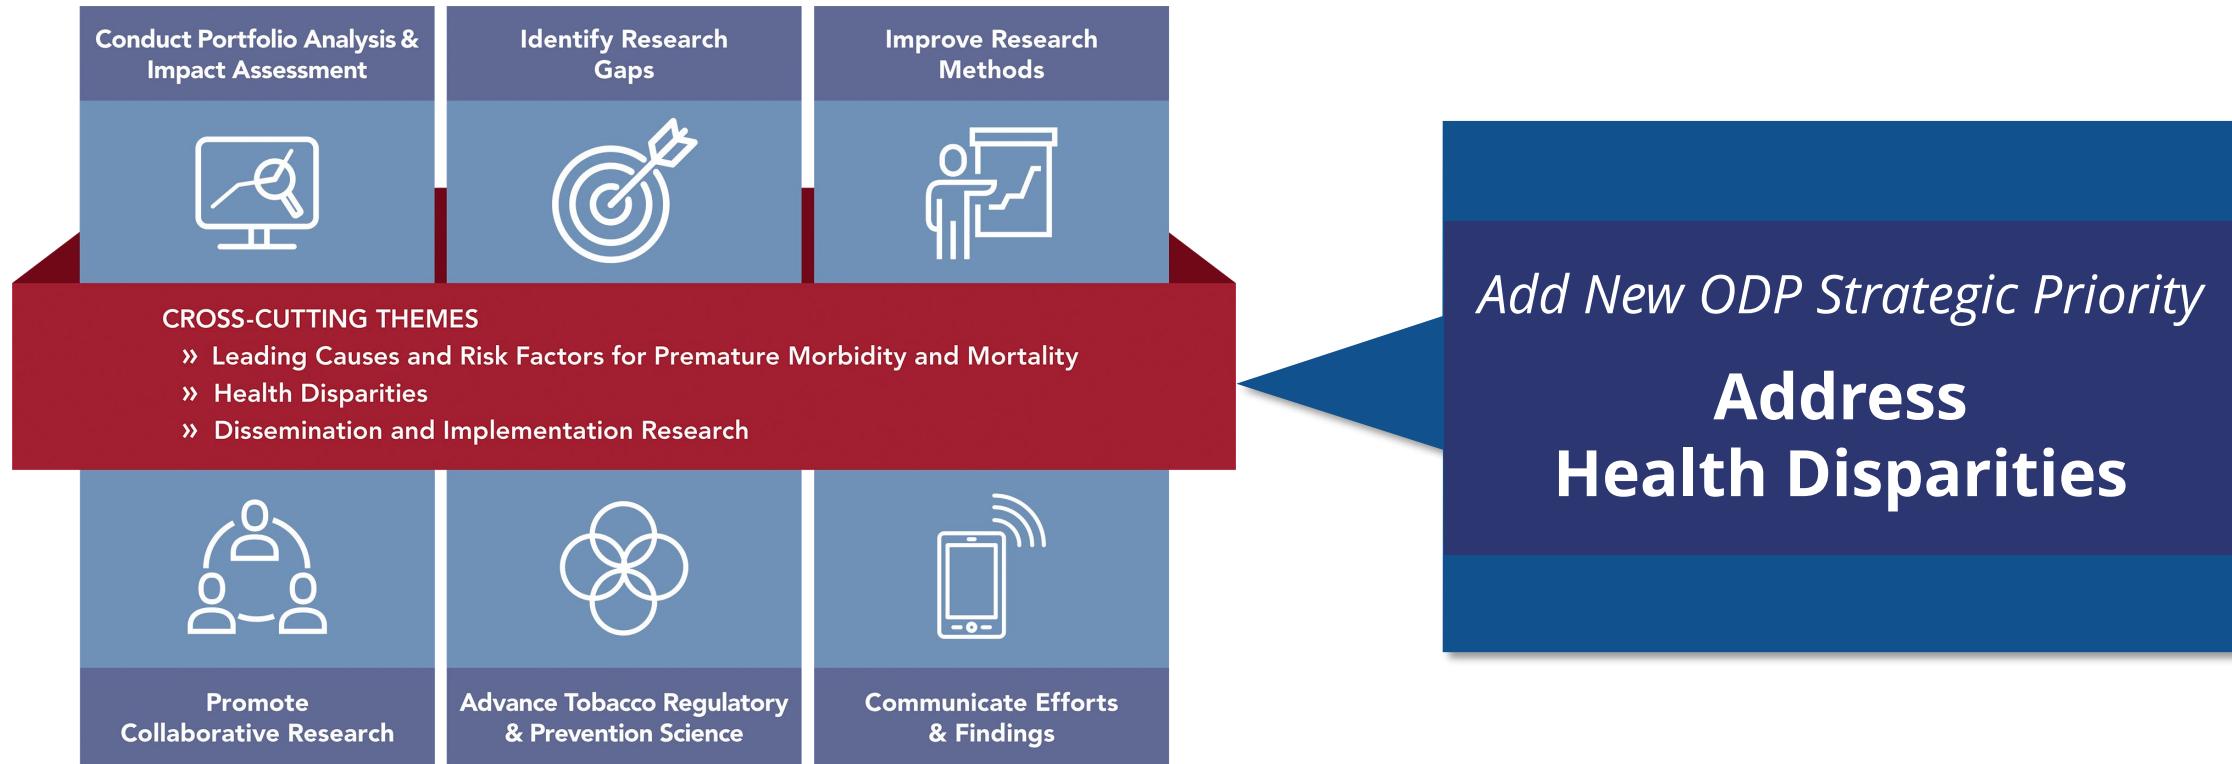 Conduct Portfolio Analysis &
Impact Assessment
Identify Research
Gaps
Improve Research
Methods
CROSS-CUTTING THEMES
» Leading Causes and Risk Factors for Premature Morbidity and Mortality
» Health Disparities
» Dissemination and Implementation Research
Promote
Collaborative Research
Advance Tobacco Regulatory
& Prevention Science
Communicate Efforts
& Findings
Add New ODP Strategic Priority
Address
Health Disparities